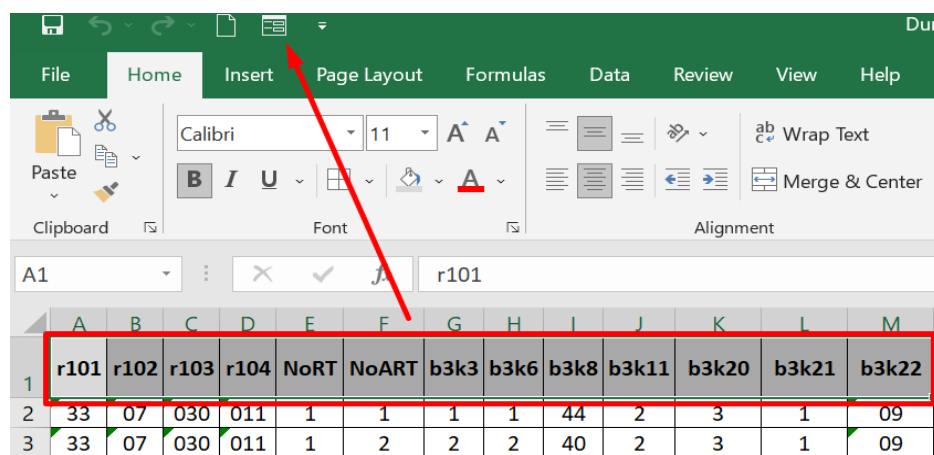 Du
File Home Insert Page Layout Formulas Data Review View Help
Calibri 11 A A ab c Wrap Text
Paste B I U A Merge & Center
Clipboard Font Alignment
A1 r101
A B C D E F G H I J K L M
1 r101 r102 r103 r104 NoRT NoART b3k3 b3k6 b3k8 b3k11 b3k20 b3k21 b3k22
2 33 07 030 011 1 1 1 1 44 2 3 1 09
3 33 07 030 011 1 2 2 2 40 2 3 1 09